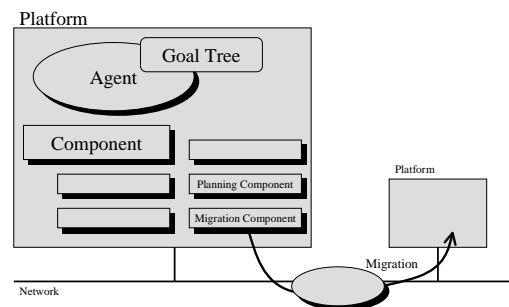 Platform
Goal Tree
Agent
Component
Planning Component
Platform
Migration Component
Migration
Network